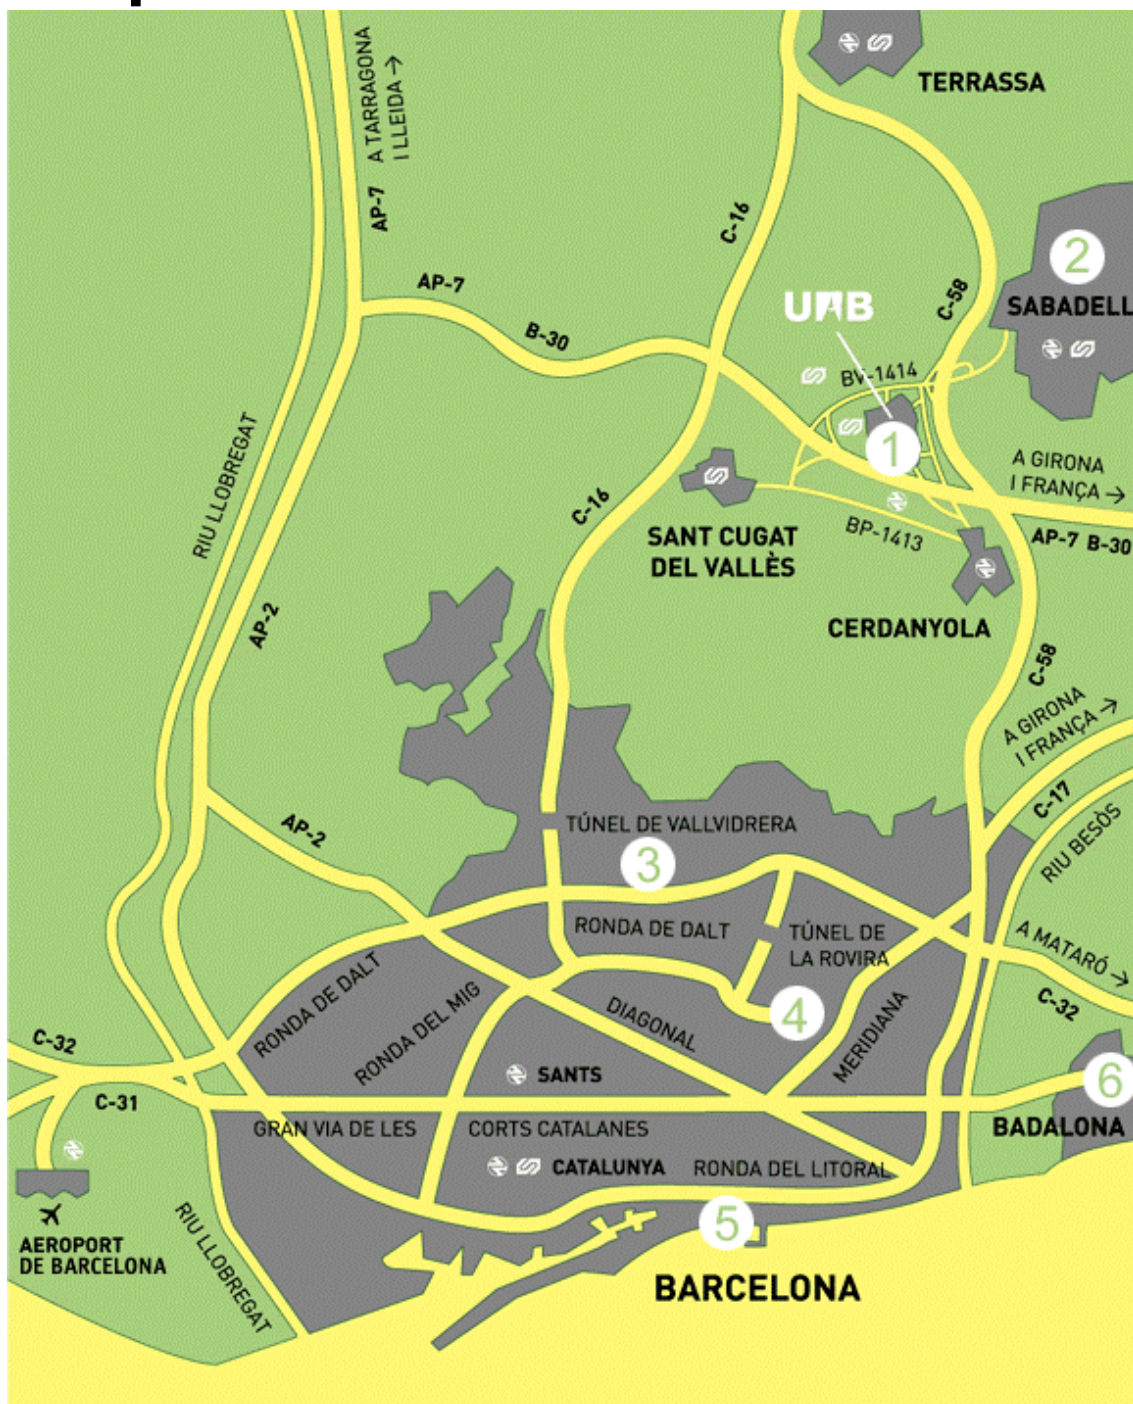 TERRASSA
A TARRAGONA
I LLEIDA →
AP-7
C-16
2
AP-7
C-58
SABADELL
UAB
B-30
BV-1414
RIU LLOBREGAT
1
A GIRONA
I FRANÇA →
C-16
SANT CUGAT
DEL VALLÈS
BP-1413
AP-7 B-30
AP-2
CERDANYOLA
C-58
A GIRONA
I FRANÇA →
C-17
AP-2
TÚNEL DE VALLVIDRERA
RIU BESÒS
3
RONDA DE DALT
TÚNEL DE
LA ROVIRA
A MATARÓ →
RONDA DE DALT
RONDA DEL MIG
DIAGONAL
4
MERIDIANA
C-32
C-32
SANTS
6
C-31
GRAN VIA DE LES
CORTS CATALANES
BADALONA
CATALUNYA
RONDA DEL LITORAL
5
AEROPORT
DE BARCELONA
RIU LLOBREGAT
BARCELONA